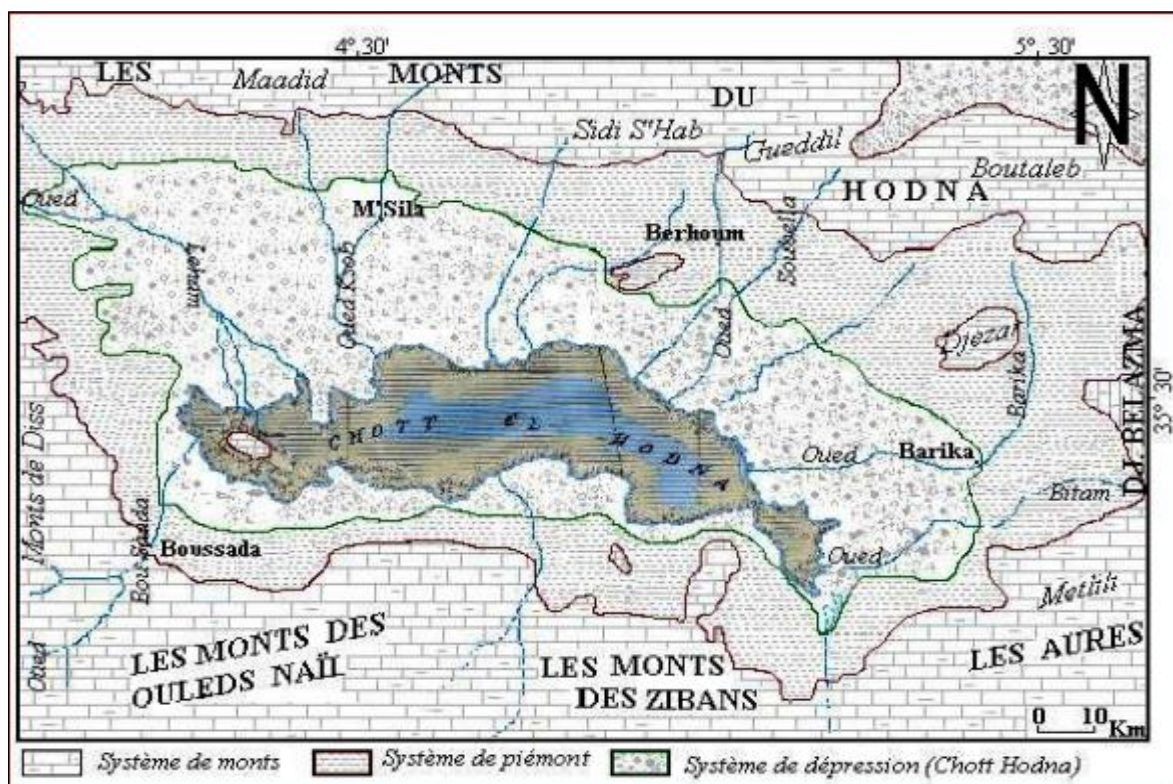 4°,30'
5°, 30'
LES
MONTS
DU
HODNA
Maadid
Sidi S'Hab
Gueddil
Boutaleb
N
Oued
Leham
M'Sila
Oued Ksob
Berhoum
Soubella
Oued
Djezar
Barika
DJ BELAZMA
35° 30'
CHOTT EL HODNA
Oued
Barika
Bitam
Oued
Monts de Diss
Boussada
Oued
LES MONTS DES
OULEDS NAÏL
LES MONTS
DES ZIBANS
Metlili
LES AURES
0 10
Km
Système de monts
Système de piémont
Système de dépression (Chott Hodna)